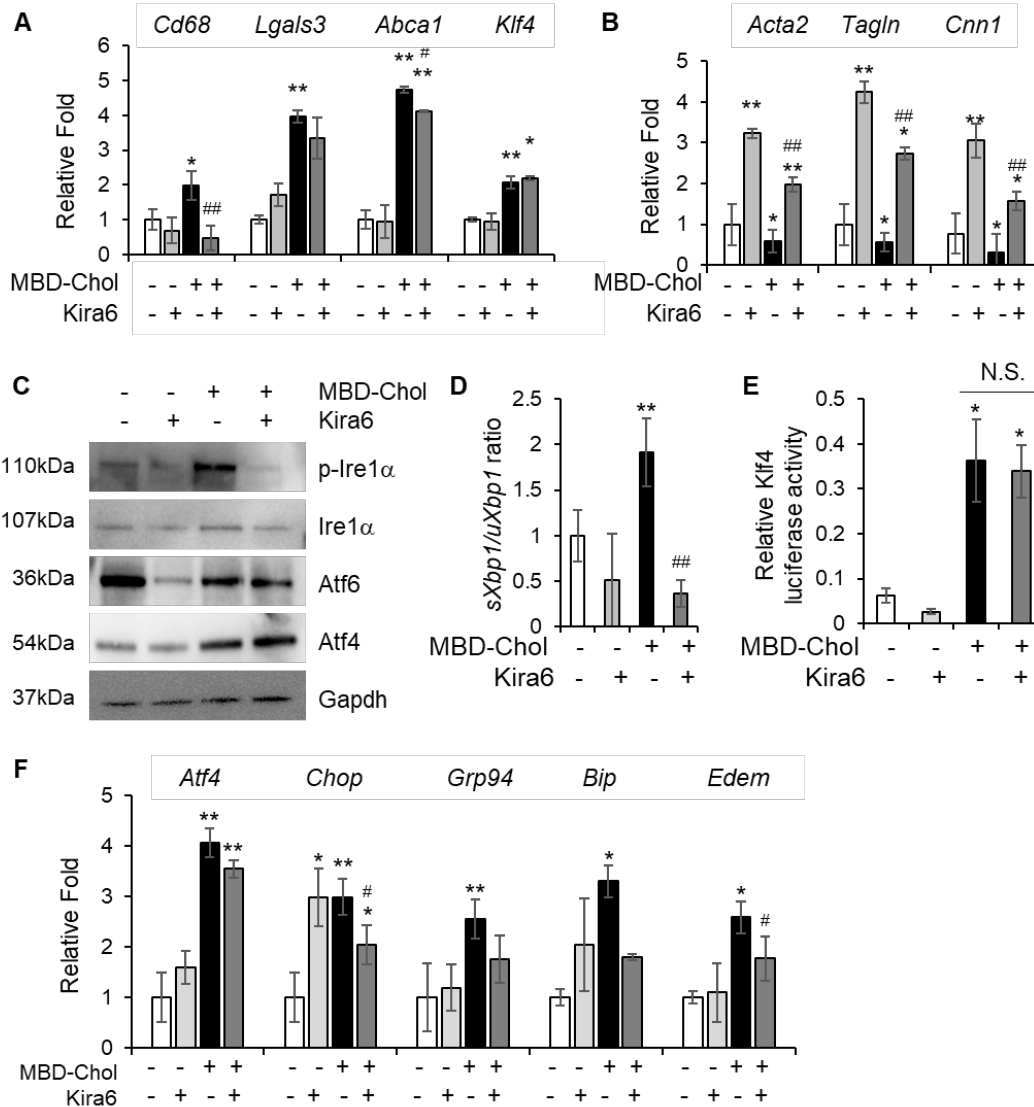 A
Cd68 Lgals3 Abca1 Klf4
Relative Fold
6
5
4
3
2
1
0
* ## ** ** # ** ** *
MBD-Chol - - + + - - + + - - + + - - + +
Kira6 - + - + - + - + - + - + - + - +
B
Acta2 Tagln Cnn1
Relative Fold
5
4
3
2
1
0
** * ## ** ** * ## * ** * ## *
MBD-Chol - - + + - - + + - - + +
Kira6 - + - + - + - + - + - +
C
- - + + MBD-Chol
- + - + Kira6
110kDa p-Ire1α
107kDa Ire1α
36kDa Atf6
54kDa Atf4
37kDa Gapdh
D
sXbp1/uXbp1 ratio
2.5
2
1.5
1
0.5
0
** ##
MBD-Chol - - + +
Kira6 - + - +
E
N.S.
Relative Klf4
luciferase activity
0.5
0.4
0.3
0.2
0.1
0
* *
MBD-Chol - - + +
Kira6 - + - +
F
Atf4 Chop Grp94 Bip Edem
Relative Fold
5
4
3
2
1
0
** ** * ** # * ** * * #
MBD-Chol - - + + - - + + - - + + - - + + - - + +
Kira6 - + - + - + - + - + - + - + - + - + - +